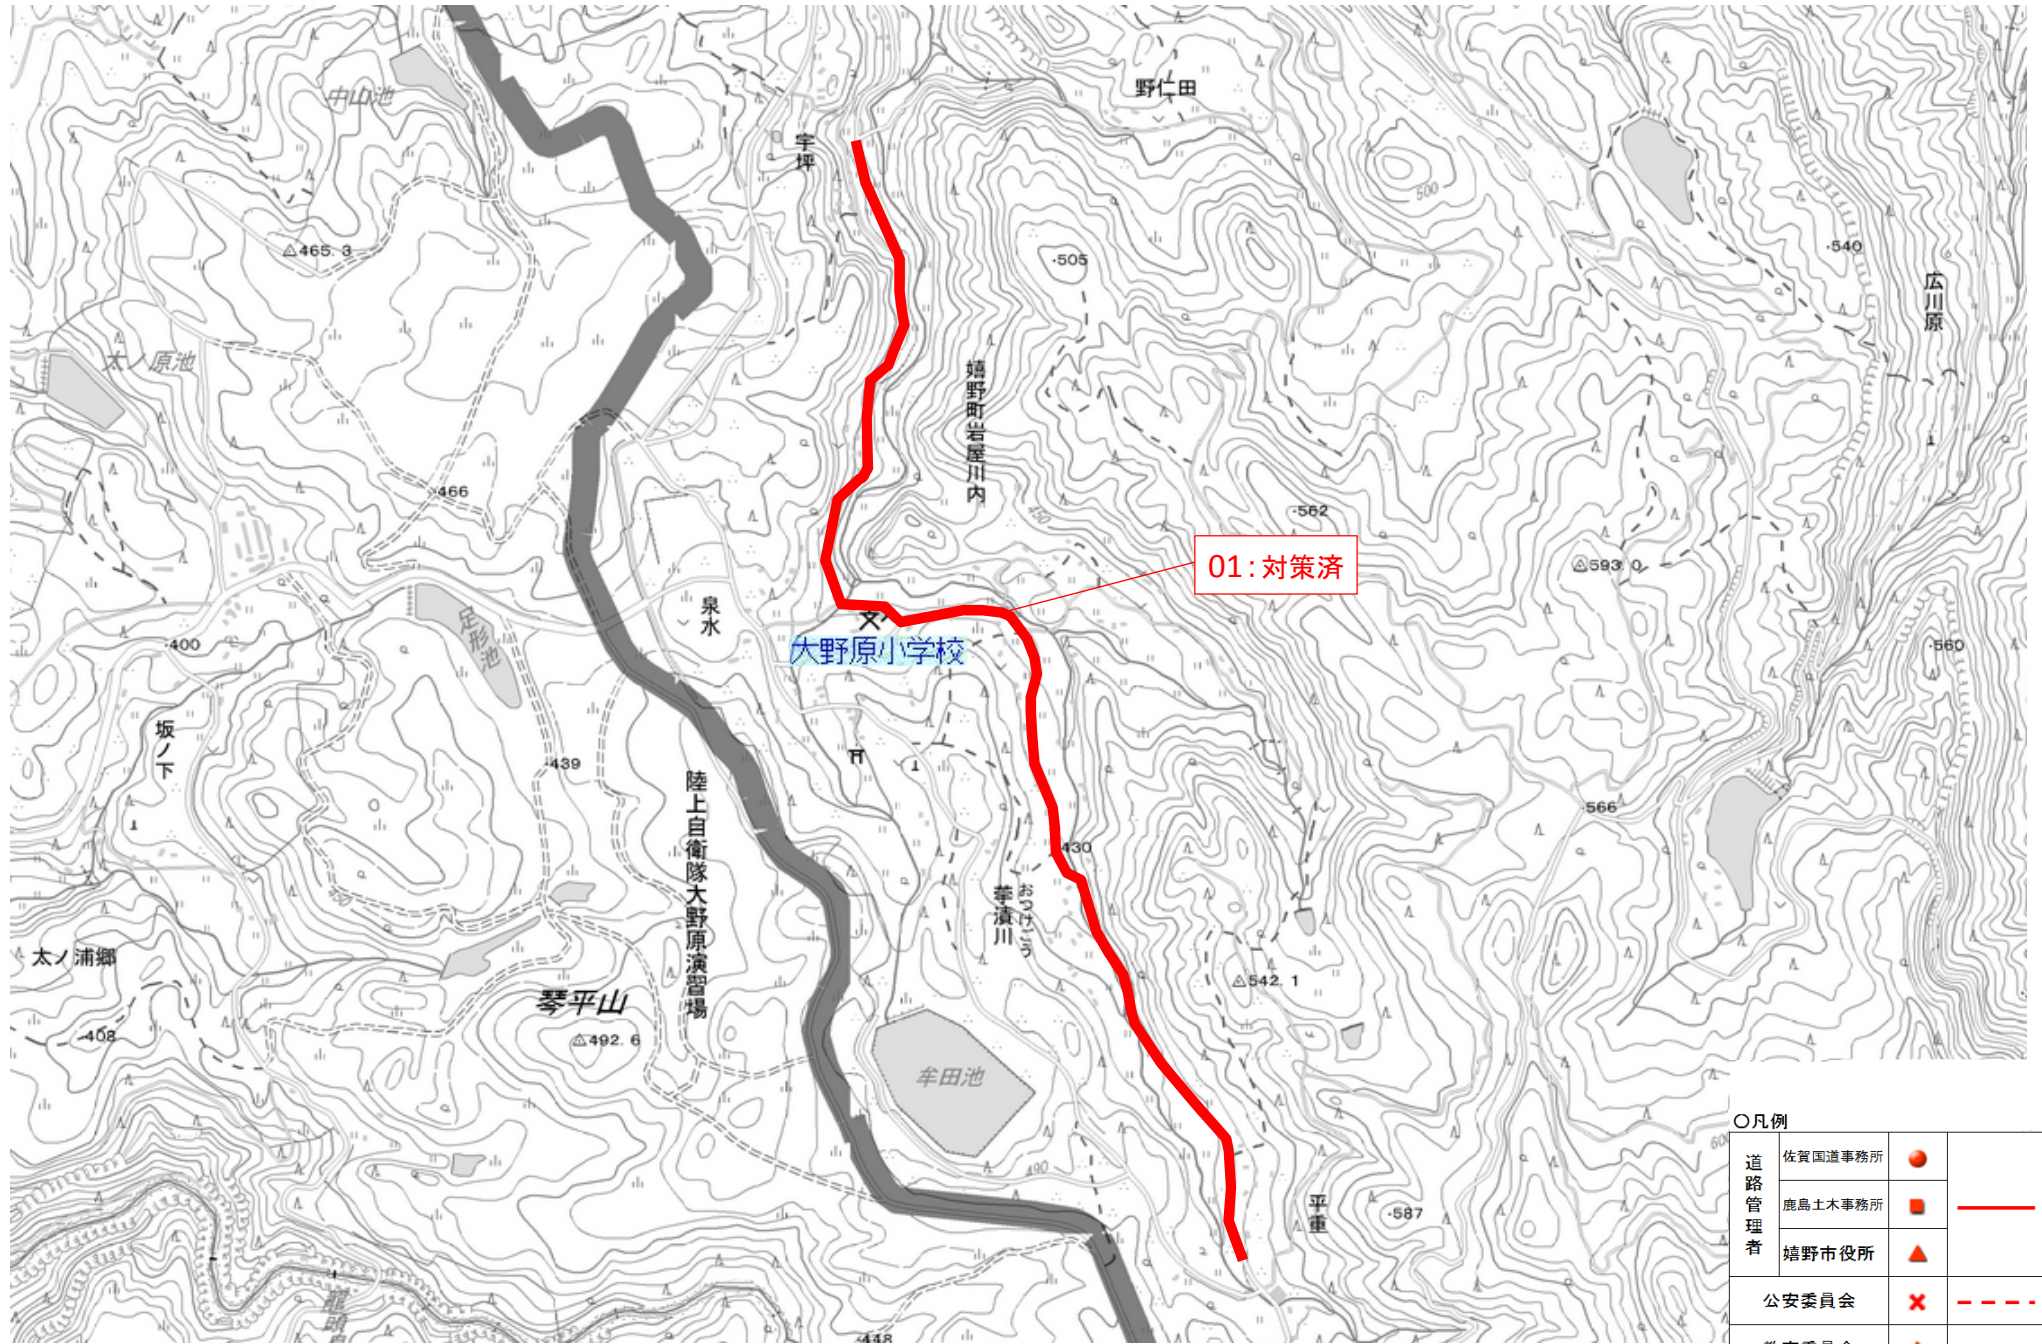 中山池
野仁田
宇坪
500
465.3
505
540
広川原
太ノ原池
嬉野町岩屋川内
466
450
562
01:対策済
593.0
泉水
足形池
400
大野原小学校
560
坂ノ下
439
陸上自衛隊大野原演習場
566
430
おつけごう
太ノ浦郷
琴平山
542.1
408
492.6
牟田池
490
平重
587
448
〇凡例
道路管理者
佐賀国道事務所
鹿島土木事務所
嬉野市役所
公安委員会